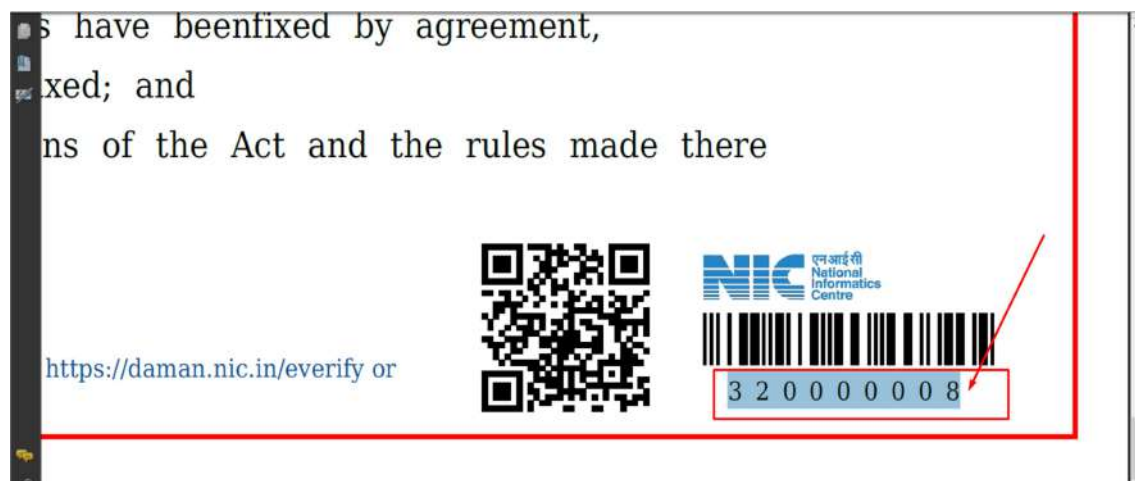 s have beenfixed by agreement,
ixed; and
ns of the Act and the rules made there
NIC
एनआईसी
National
Informatics
Centre
https://daman.nic.in/everify or
3 2 0 0 0 0 0 0 8